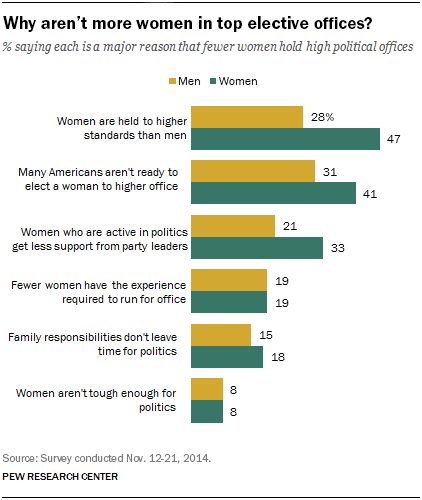 Why aren't more women in top elective offices?
% saying each is a major reason that fewer women hold high political offices
Men Women
Women are held to higher
standards than men
28%
47
Many Americans aren't ready to
elect a woman to higher office
31
41
Women who are active in politics
get less support from party leaders
21
33
Fewer women have the experience
required to run for office
19
19
Family responsibilities don't leave
time for politics
15
18
Women aren't tough enough for
politics
8
8
Source: Survey conducted Nov. 12-21, 2014.
PEW RESEARCH CENTER